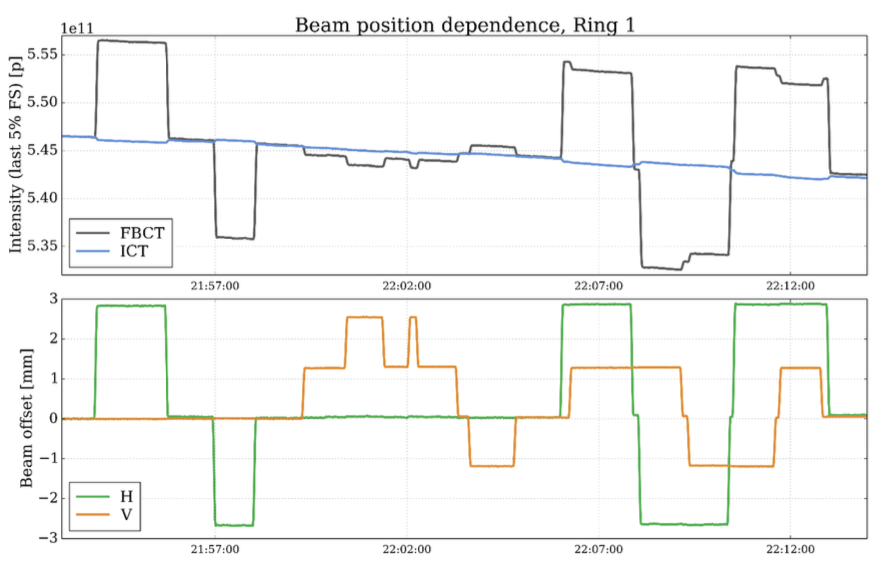 Beam position dependence, Ring 1
1e11
Intensity (last 5% FS) [p]
5.55
5.50
5.45
5.40
5.35
FBCT
ICT
21:57:00 22:02:00 22:07:00 22:12:00
Beam offset [mm]
3
2
1
0
−1
−2
−3
H
V
21:57:00 22:02:00 22:07:00 22:12:00